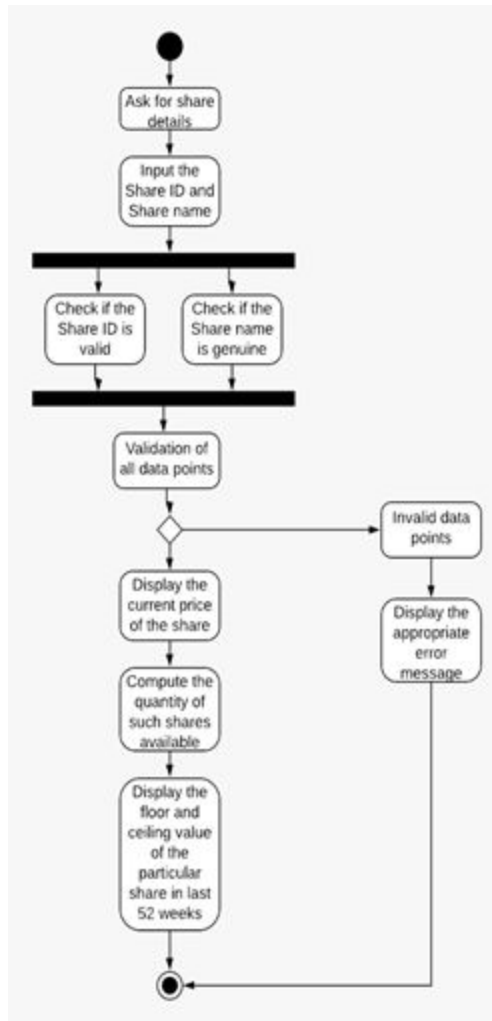 Ask for share
details
Input the
Share ID and
Share name
Check if the
Share ID is
valid
Check if the
Share name
is genuine
Validation of
all data points
Invalid data
points
Display the
current price
of the share
Display the
appropriate
error
message
Compute the
quantity of
such shares
available
Display the
floor and
ceiling value
of the
particular
share in last
52 weeks